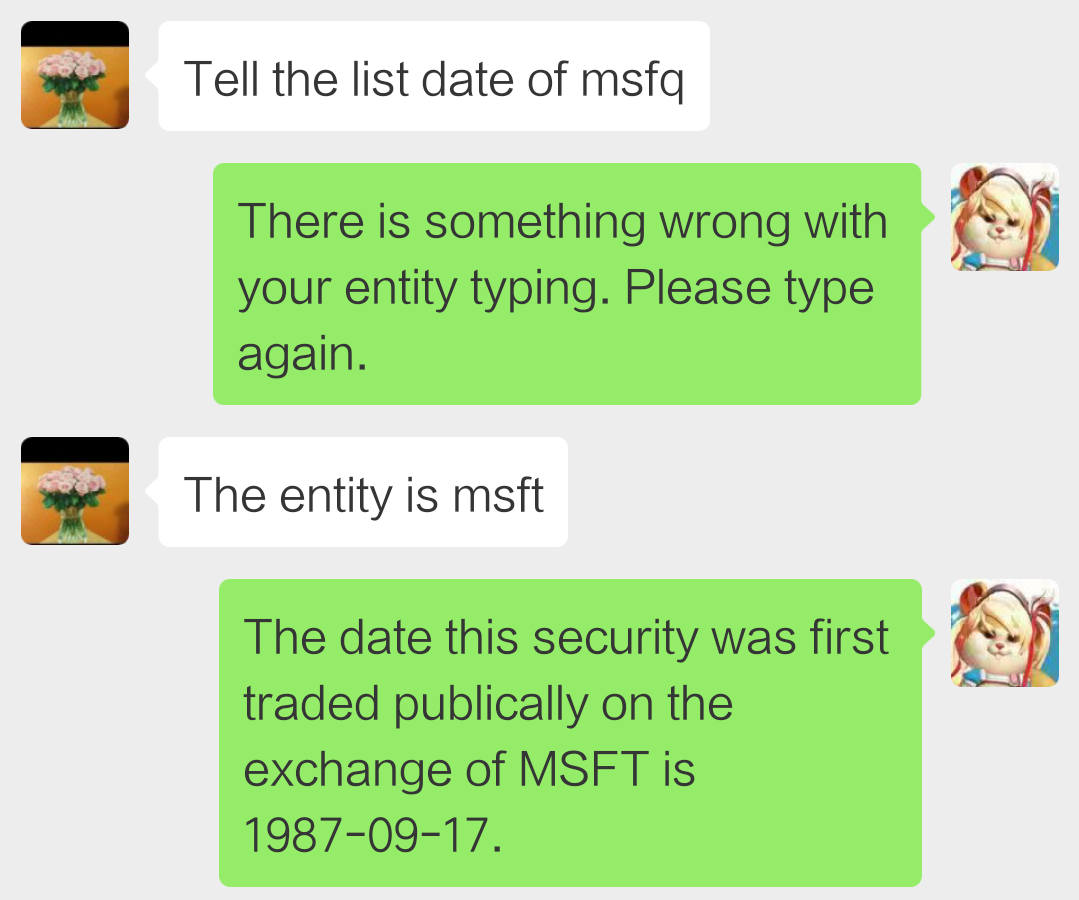 Tell the list date of msfq
There is something wrong with
your entity typing. Please type
again.
The entity is msft
The date this security was first
traded publically on the
exchange of MSFT is
1987-09-17.